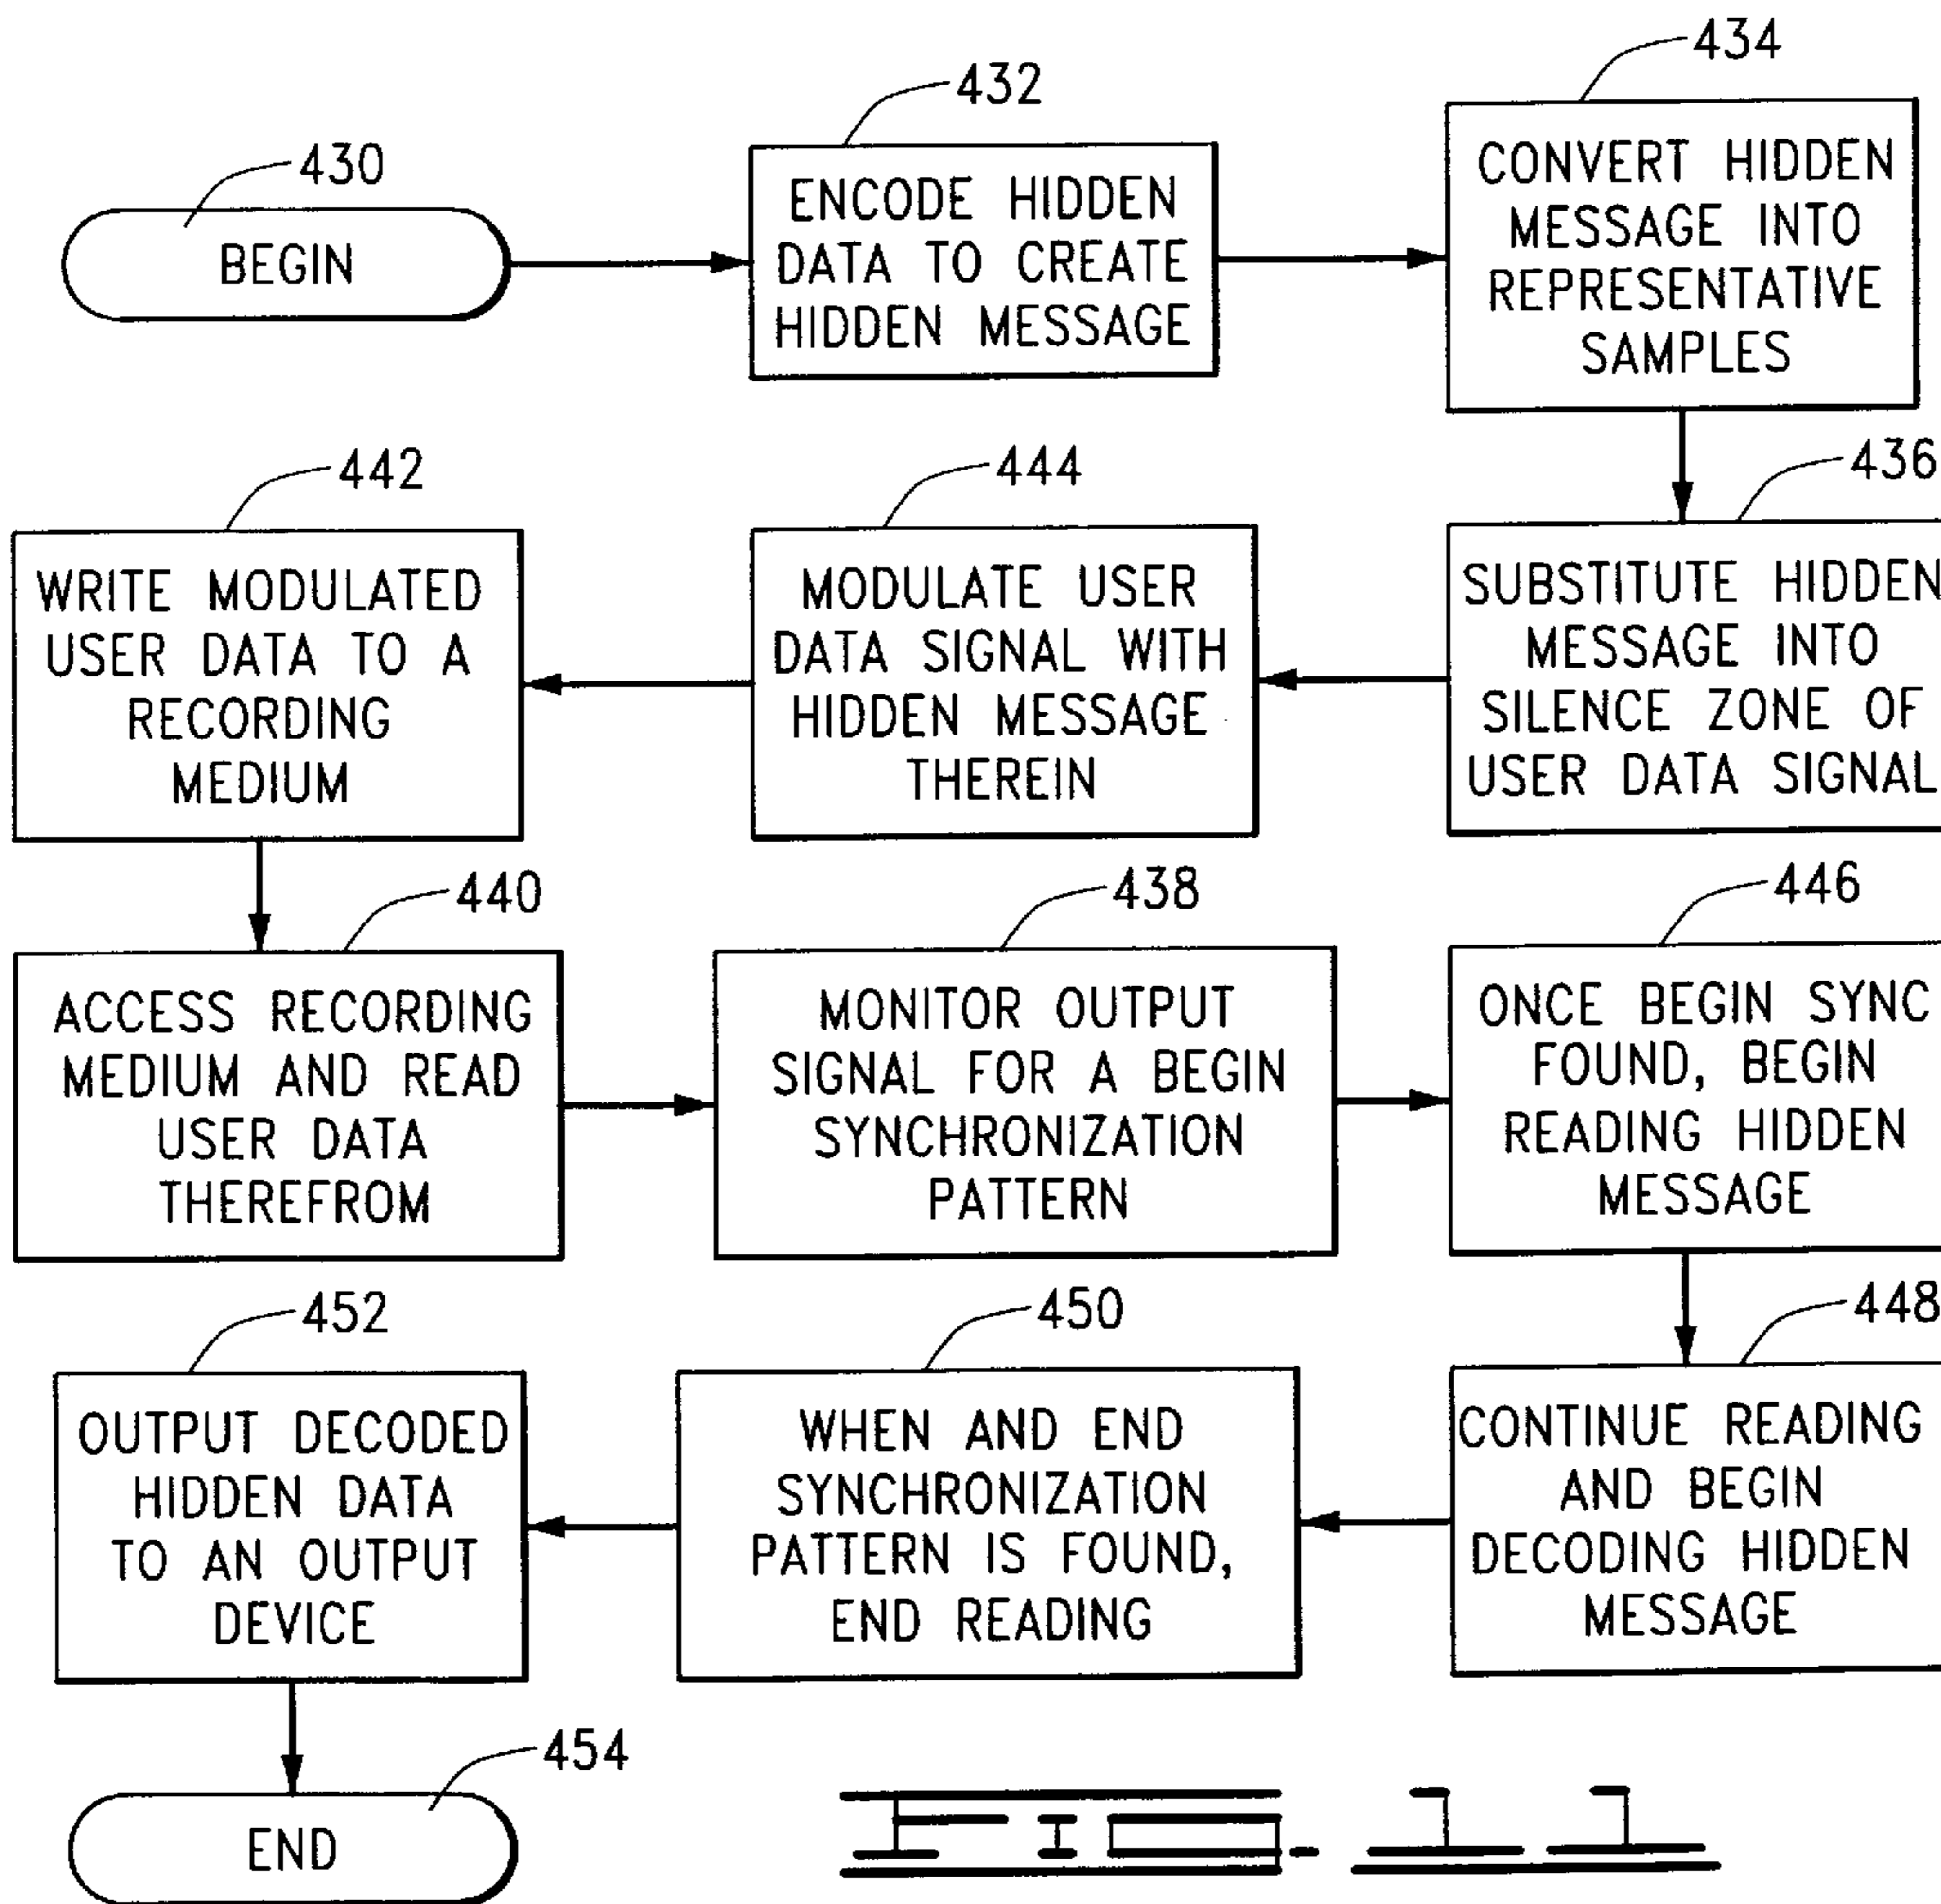 430
BEGIN
432
ENCODE HIDDEN
DATA TO CREATE
HIDDEN MESSAGE
434
CONVERT HIDDEN
MESSAGE INTO
REPRESENTATIVE
SAMPLES
436
SUBSTITUTE HIDDEN
MESSAGE INTO
SILENCE ZONE OF
USER DATA SIGNAL
444
MODULATE USER
DATA SIGNAL WITH
HIDDEN MESSAGE
THEREIN
442
WRITE MODULATED
USER DATA TO A
RECORDING
MEDIUM
440
ACCESS RECORDING
MEDIUM AND READ
USER DATA
THEREFROM
438
MONITOR OUTPUT
SIGNAL FOR A BEGIN
SYNCHRONIZATION
PATTERN
446
ONCE BEGIN SYNC
FOUND, BEGIN
READING HIDDEN
MESSAGE
448
CONTINUE READING
AND BEGIN
DECODING HIDDEN
MESSAGE
450
WHEN AND END
SYNCHRONIZATION
PATTERN IS FOUND,
END READING
452
OUTPUT DECODED
HIDDEN DATA
TO AN OUTPUT
DEVICE
454
END
FIG. 11